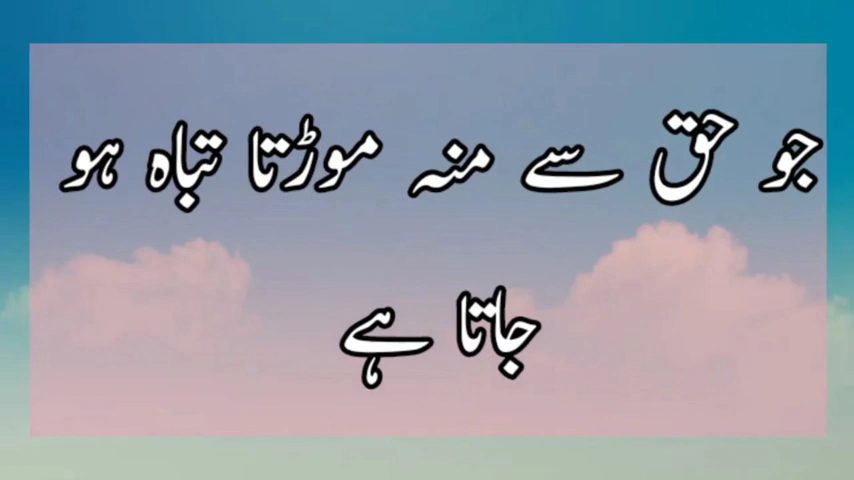 جو حق سے منہ موڑتا تباہ ہو
جاتا ہے